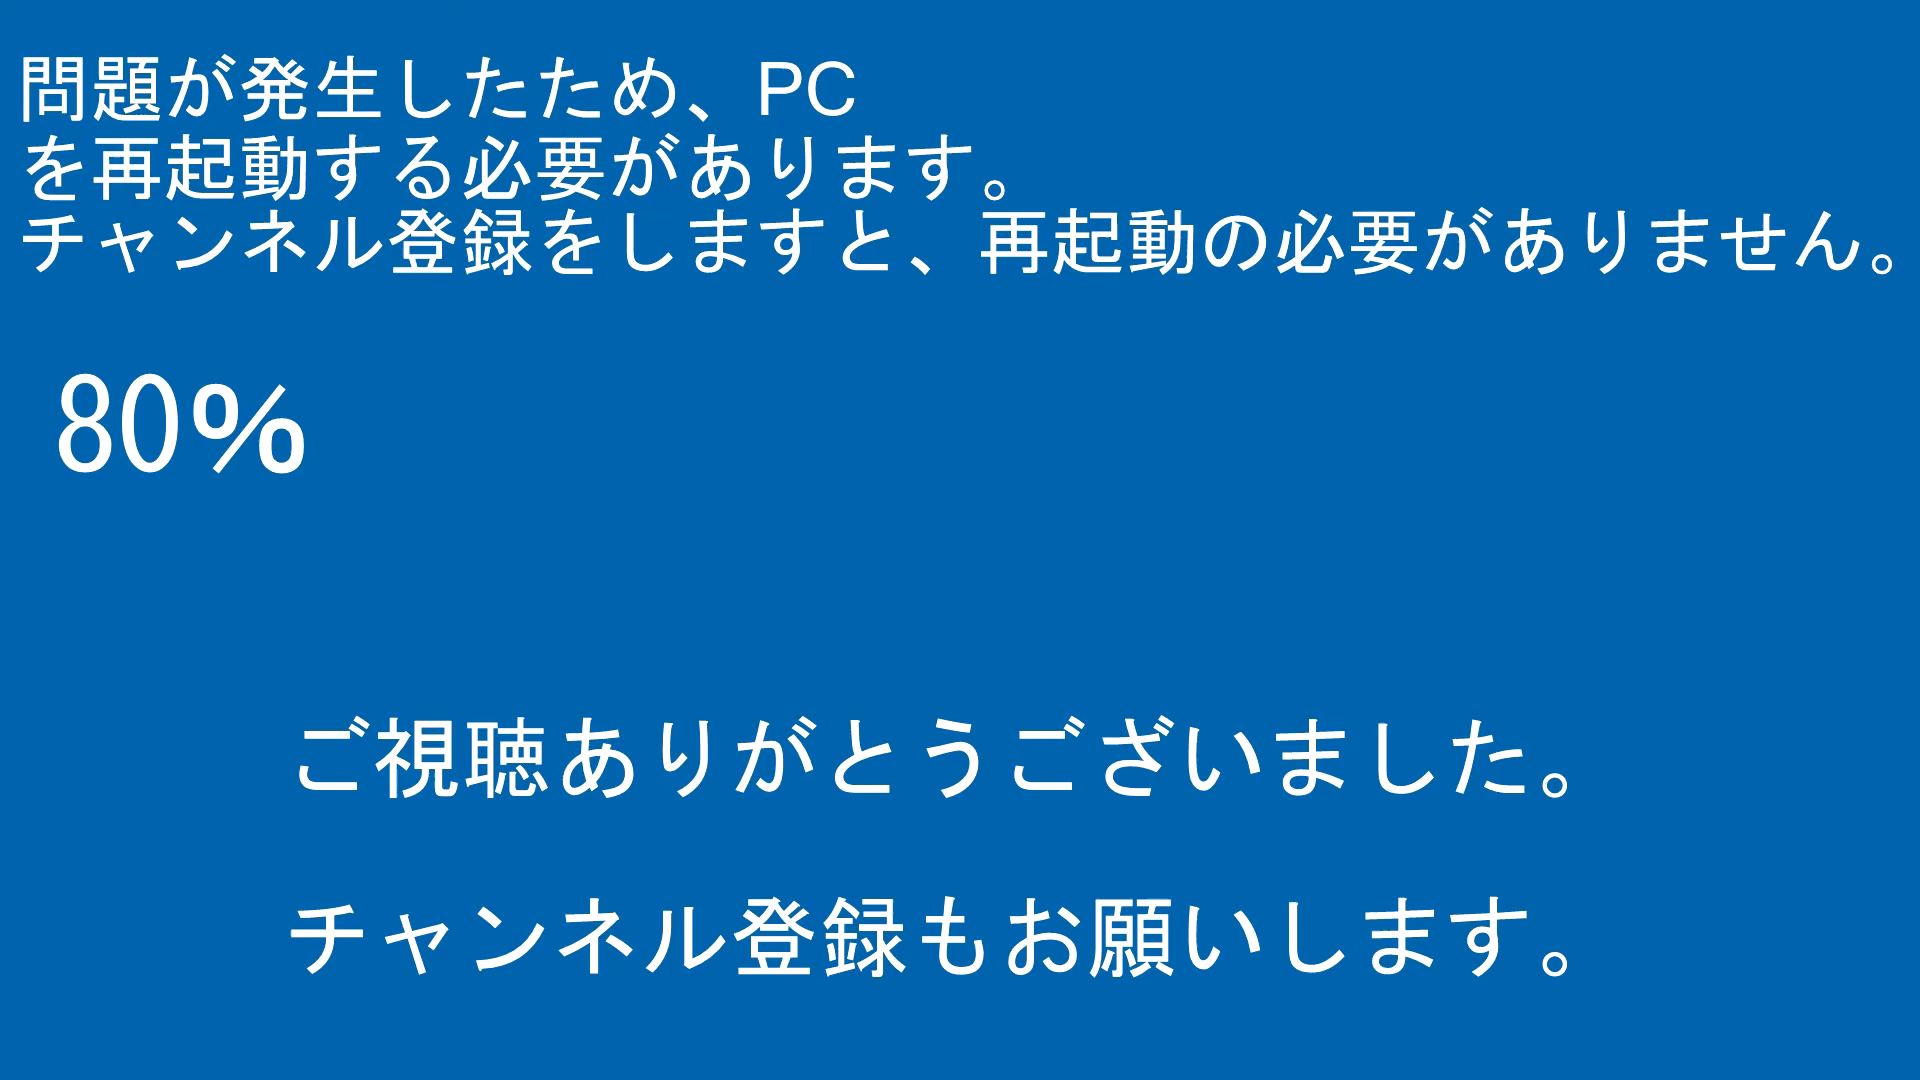 問題が発生したため、PC
を再起動する必要があります。
チャンネル登録をしますと、再起動の必要がありません。
80%
ご視聴ありがとうございました。
チャンネル登録もお願いします。